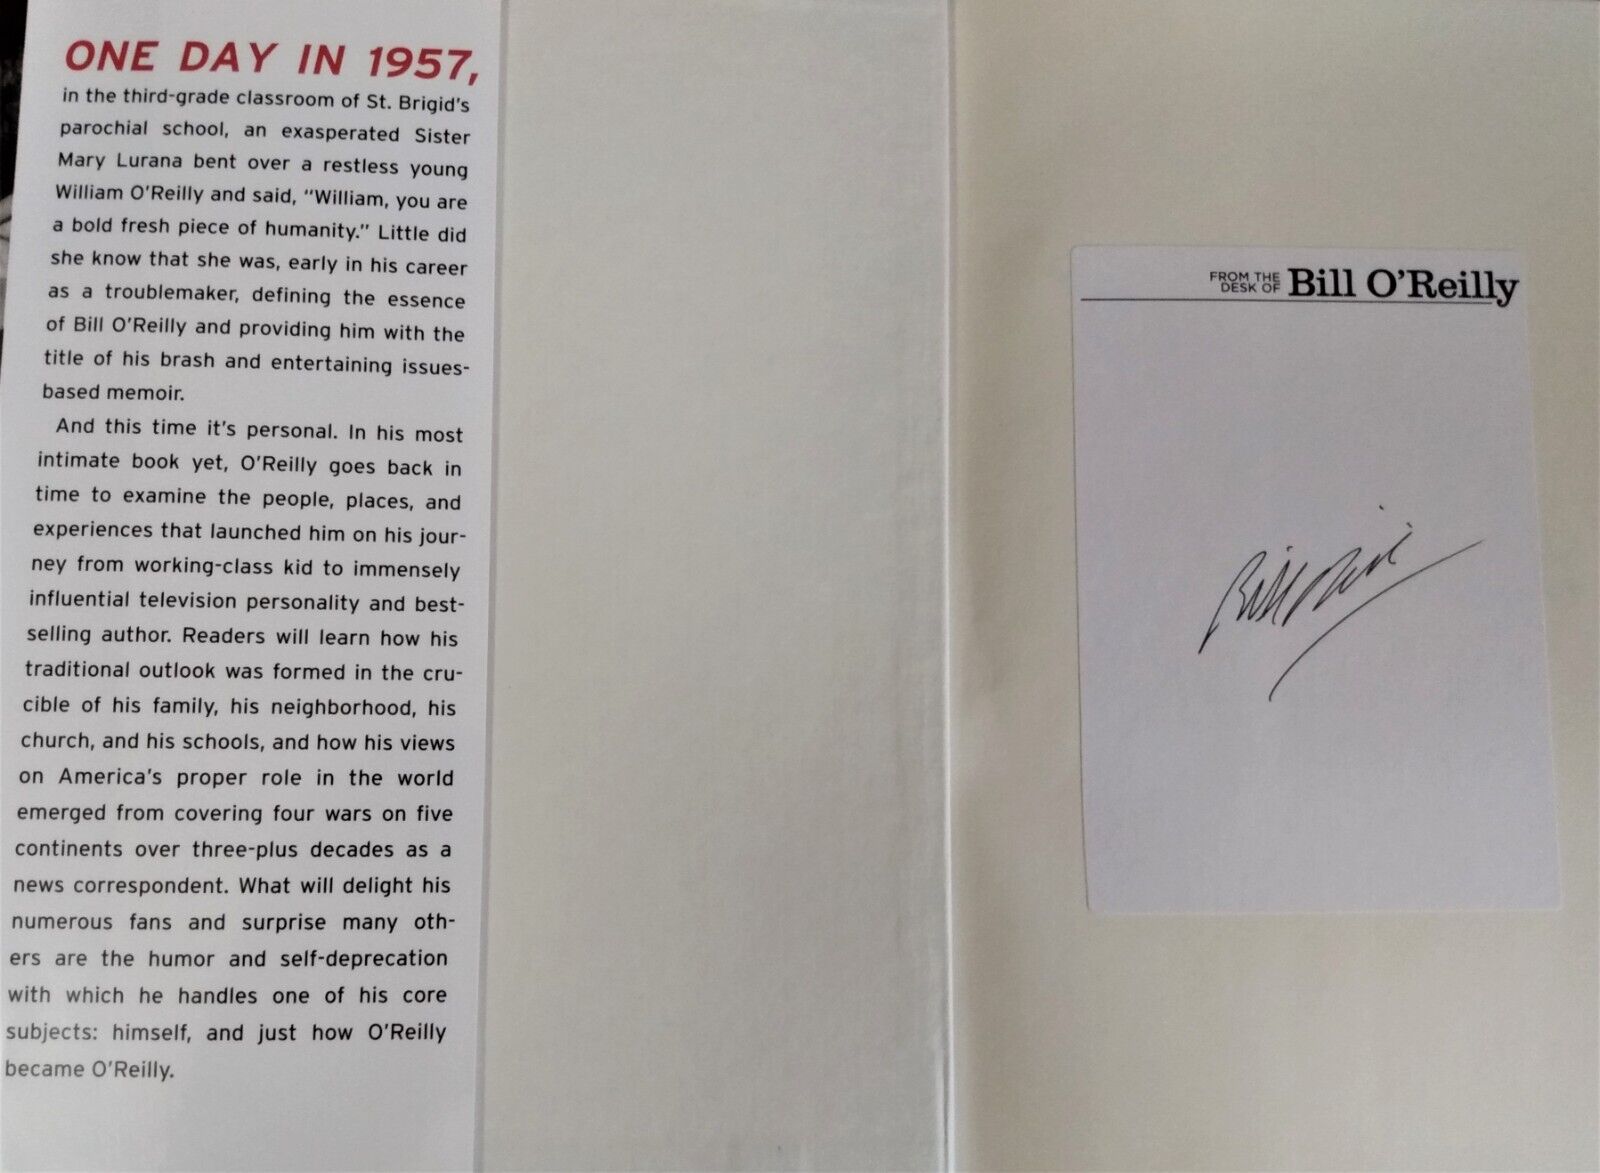 ONE DAY IN 1957,
in the third-grade classroom of St. Brigid's
parochial school, an exasperated Sister
Mary Lurana bent over a restless young
William O'Reilly and said, "William, you are
a bold fresh piece of humanity." Little did
she know that she was, early in his career
as a troublemaker, defining the essence
of Bill O'Reilly and providing him with the
title of his brash and entertaining issues-
based memoir.
And this time it's personal. In his most
intimate book yet, O'Reilly goes back in
time to examine the people, places, and
experiences that launched him on his jour-
ney from working-class kid to immensely
influential television personality and best-
selling author. Readers will learn how his
traditional outlook was formed in the cru-
cible of his family, his neighborhood, his
church, and his schools, and how his views
on America's proper role in the world
emerged from covering four wars on five
continents over three-plus decades as a
news correspondent. What will delight his
numerous fans and surprise many oth-
ers are the humor and self-deprecation
with which he handles one of his core
subjects: himself, and just how O'Reilly
became O'Reilly.
FROM THE
DESK OF Bill O'Reilly
Bill